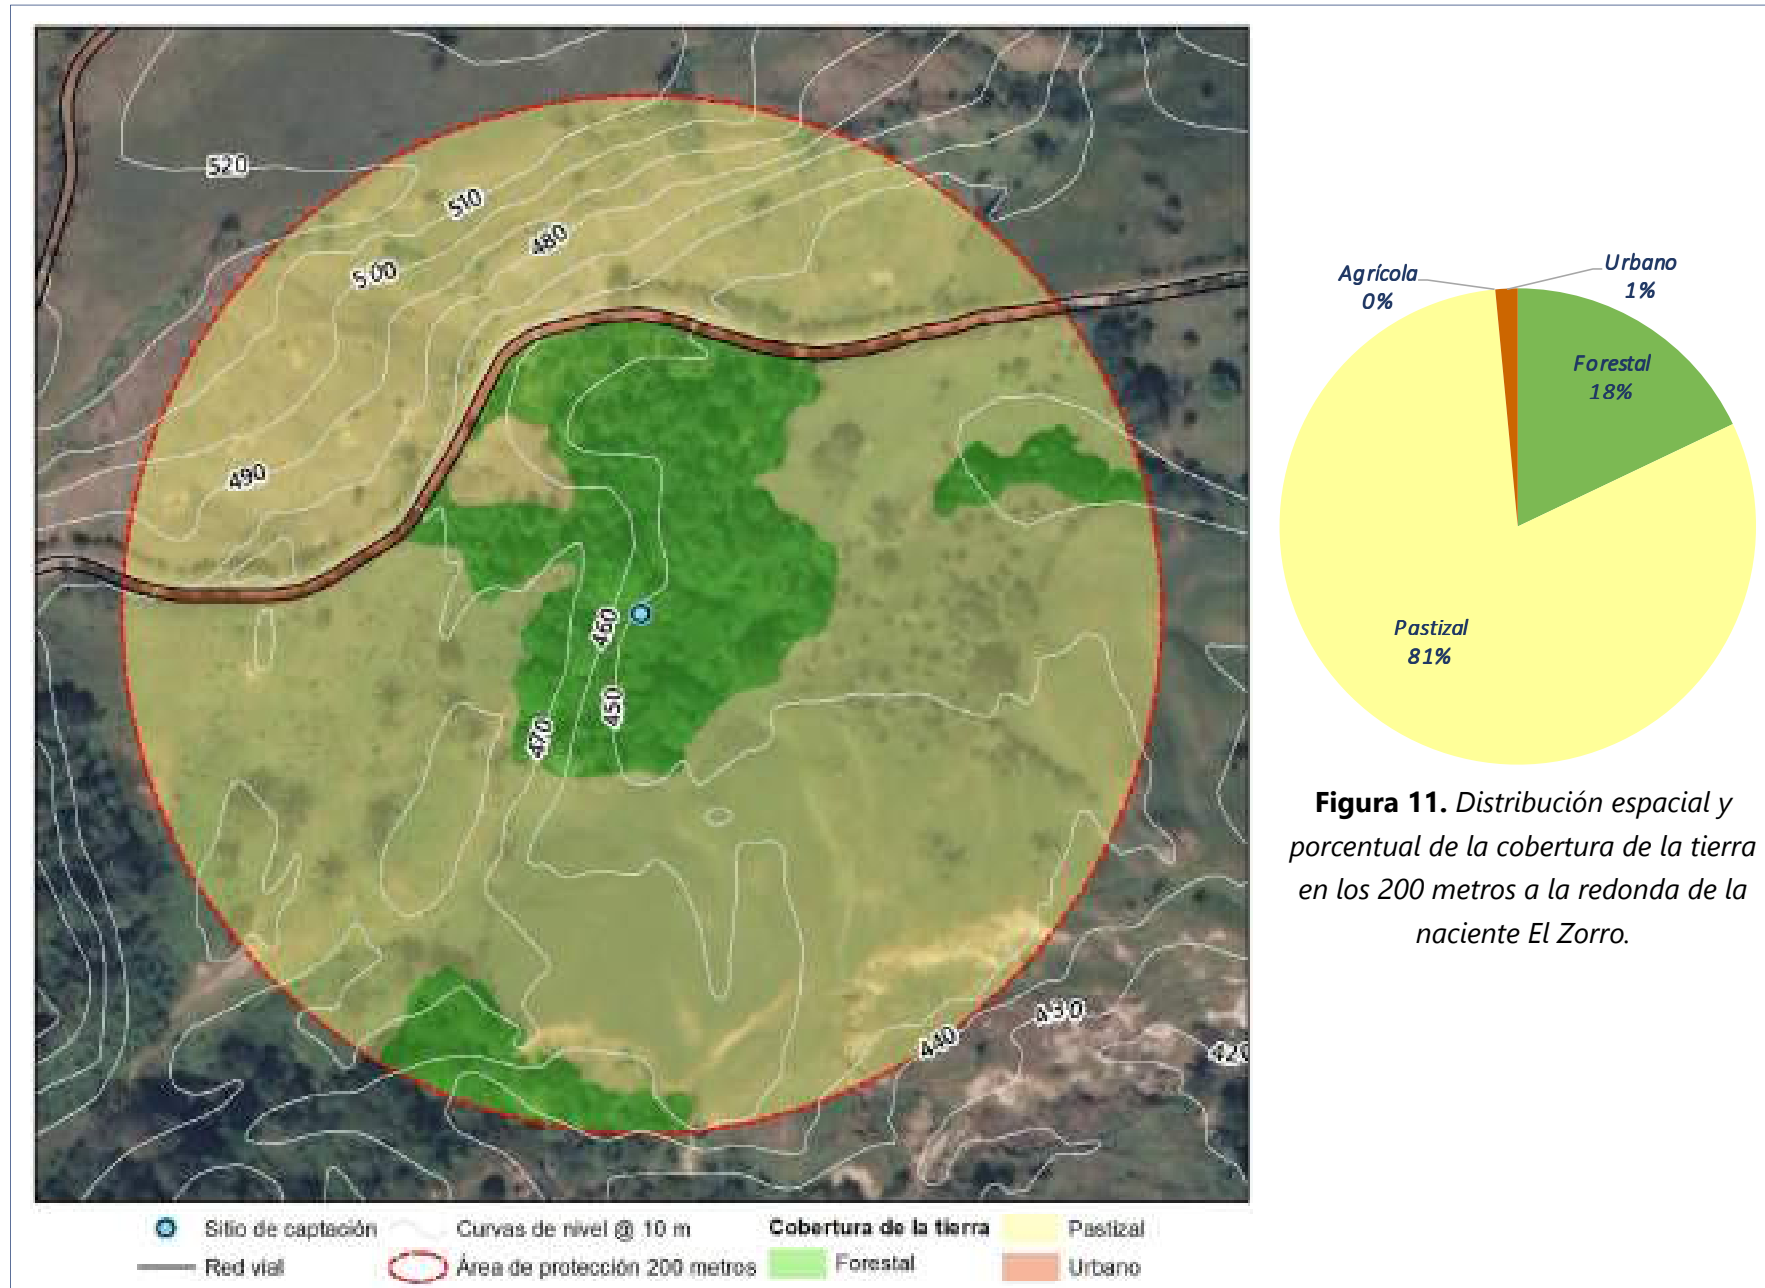 520
510
480
500
490
460
450
470
440
430
420
Agrícola
0%
Urbano
1%
Forestal
18%
Pastizal
81%
Figura 11. Distribución espacial y
porcentual de la cobertura de la tierra
en los 200 metros a la redonda de la
naciente El Zorro.
Sitio de captación
Curvas de nivel @ 10 m
Cobertura de la tierra
Pastizal
Red vial
Área de protección 200 metros
Forestal
Urbano